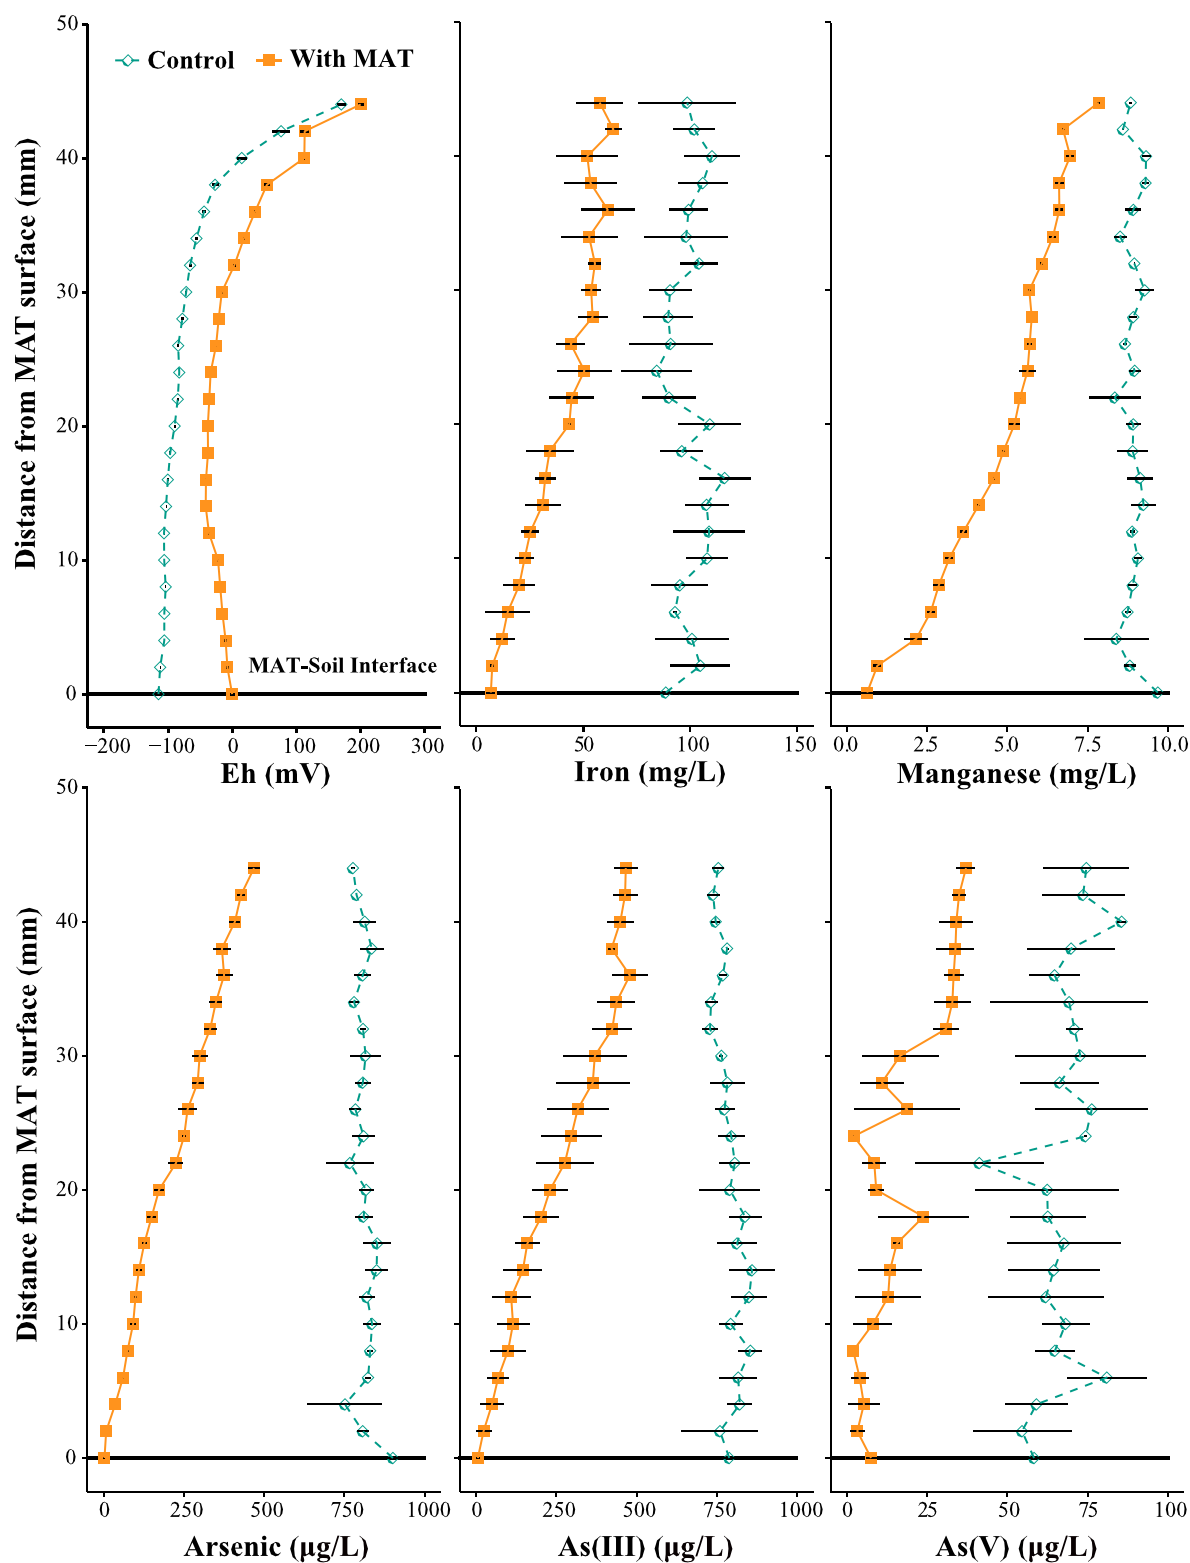 Control With MAT
Distance from MAT surface (mm)
50
40
30
20
10
0
MAT-Soil Interface
−200 −100 0 100 200 300
Eh (mV)
0 50 100 150
Iron (mg/L)
0.0 2.5 5.0 7.5 10.0
Manganese (mg/L)
Distance from MAT surface (mm)
50
40
30
20
10
0
0 250 500 750 1000
Arsenic (μg/L)
0 250 500 750 1000
As(III) (μg/L)
0 25 50 75 100
As(V) (μg/L)